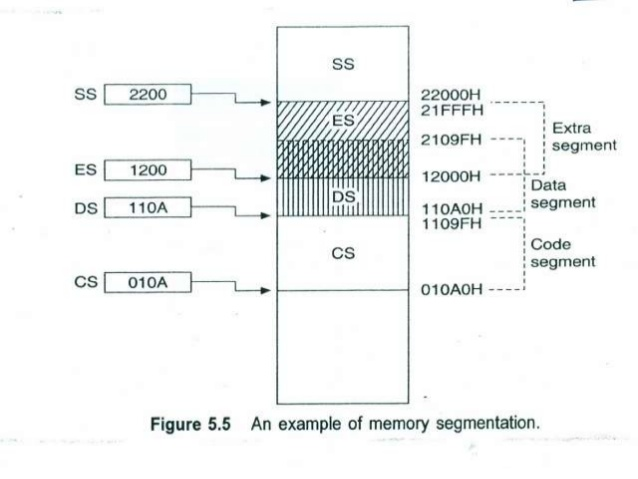 SS
SS 2200
22000H
21FFFH
ES
Extra
segment
2109FH
ES 1200
12000H
Data
segment
DS
DS 110A
110A0H
1109FH
CS
Code
segment
CS 010A
010A0H
Figure 5.5 An example of memory segmentation.